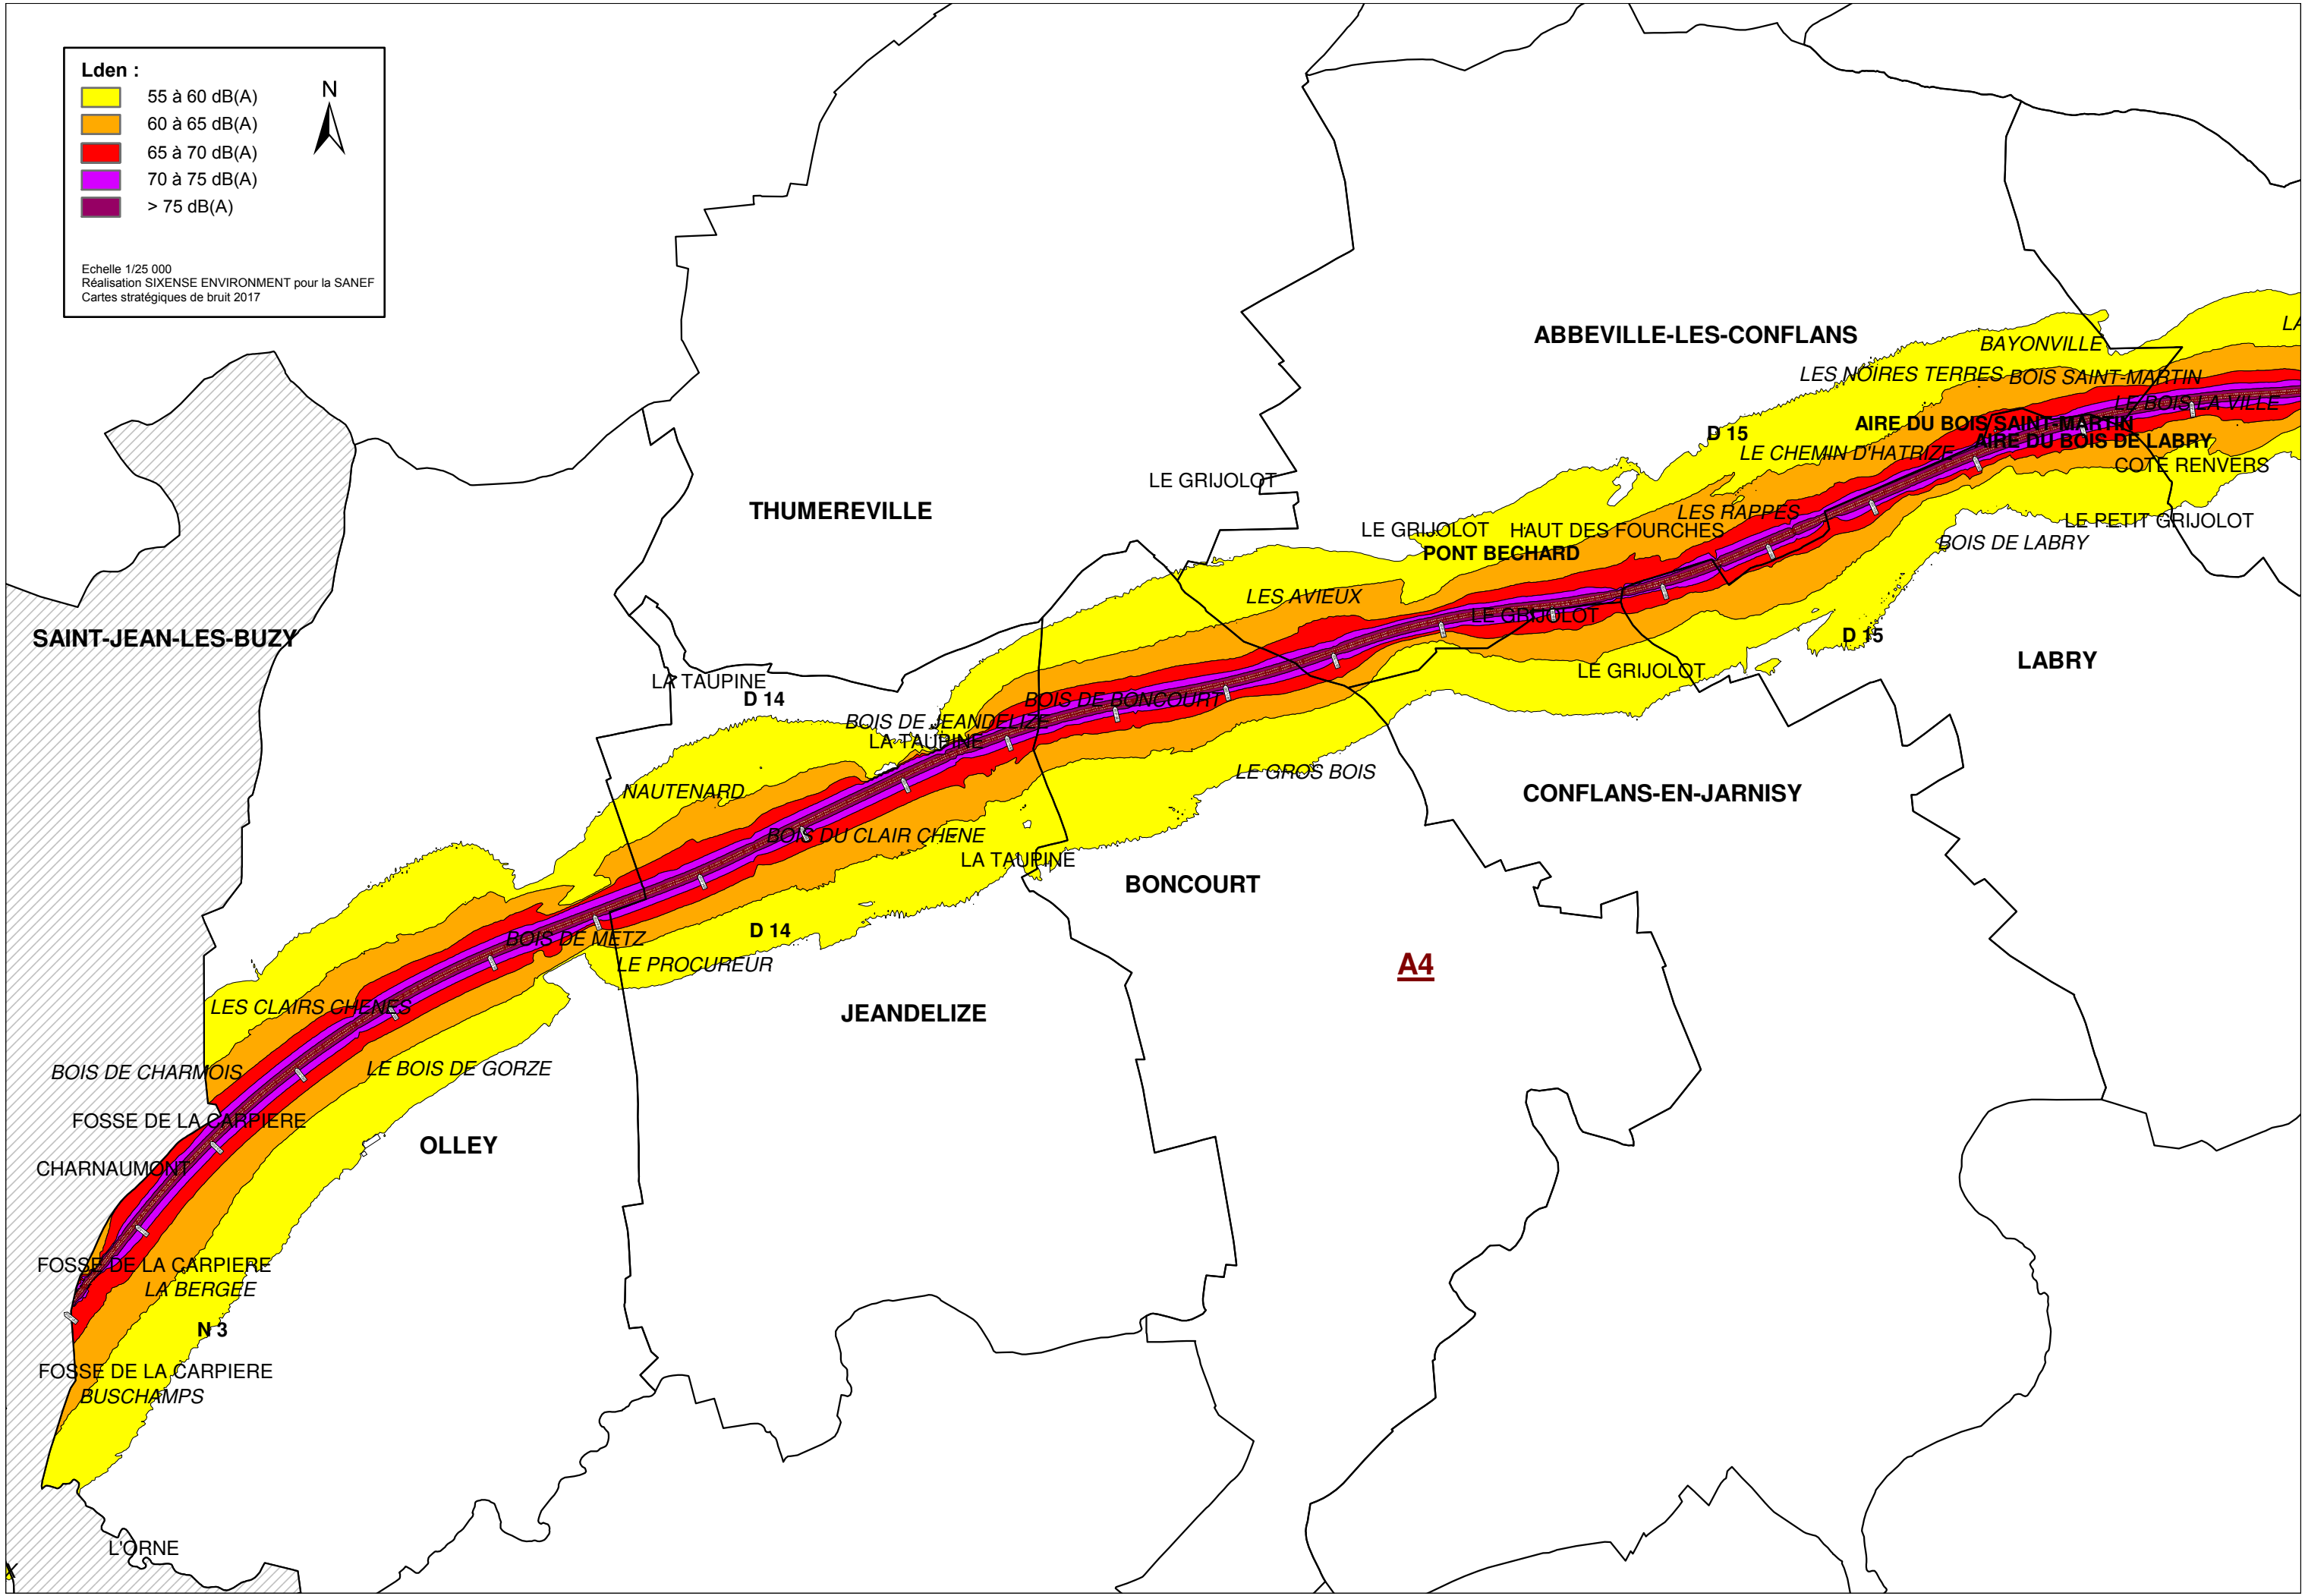 Lden :
N
55 à 60 dB(A)
60 à 65 dB(A)
65 à 70 dB(A)
70 à 75 dB(A)
> 75 dB(A)
Echelle 1/25 000
Réalisation SIXENSE ENVIRONMENT pour la SANEF
Cartes stratégiques de bruit 2017
LA
ABBEVILLE-LES-CONFLANS
BAYONVILLE
LES NOIRES TERRES
BOIS SAINT-MARTIN
LE BOIS LA VILLE
AIRE DU BOIS SAINT-MARTIN
D 15
AIRE DU BOIS DE LABRY
LE CHEMIN D'HATRIZE
COTE RENVERS
LE GRIJOLOT
THUMEREVILLE
LES RAPPES
LE PETIT GRIJOLOT
LE GRIJOLOT
HAUT DES FOURCHES
BOIS DE LABRY
PONT BECHARD
LES AVIEUX
LE GRIJOLOT
D 15
SAINT-JEAN-LES-BUZY
LABRY
LE GRIJOLOT
LA TAUPINE
D 14
BOIS DE BONCOURT
BOIS DE JEANDELIZE
LA TAUPINE
LE GROS BOIS
NAUTENARD
CONFLANS-EN-JARNISY
BOIS DU CLAIR CHENE
LA TAUPINE
BONCOURT
D 14
BOIS DE METZ
LE PROCUREUR
A4
LES CLAIRS CHENES
JEANDELIZE
LE BOIS DE GORZE
BOIS DE CHARMOIS
FOSSE DE LA CARPIERE
OLLEY
CHARNAUMONT
FOSSE DE LA CARPIERE
LA BERGEE
N 3
FOSSE DE LA CARPIERE
BUSCHAMPS
L'ORNE
X